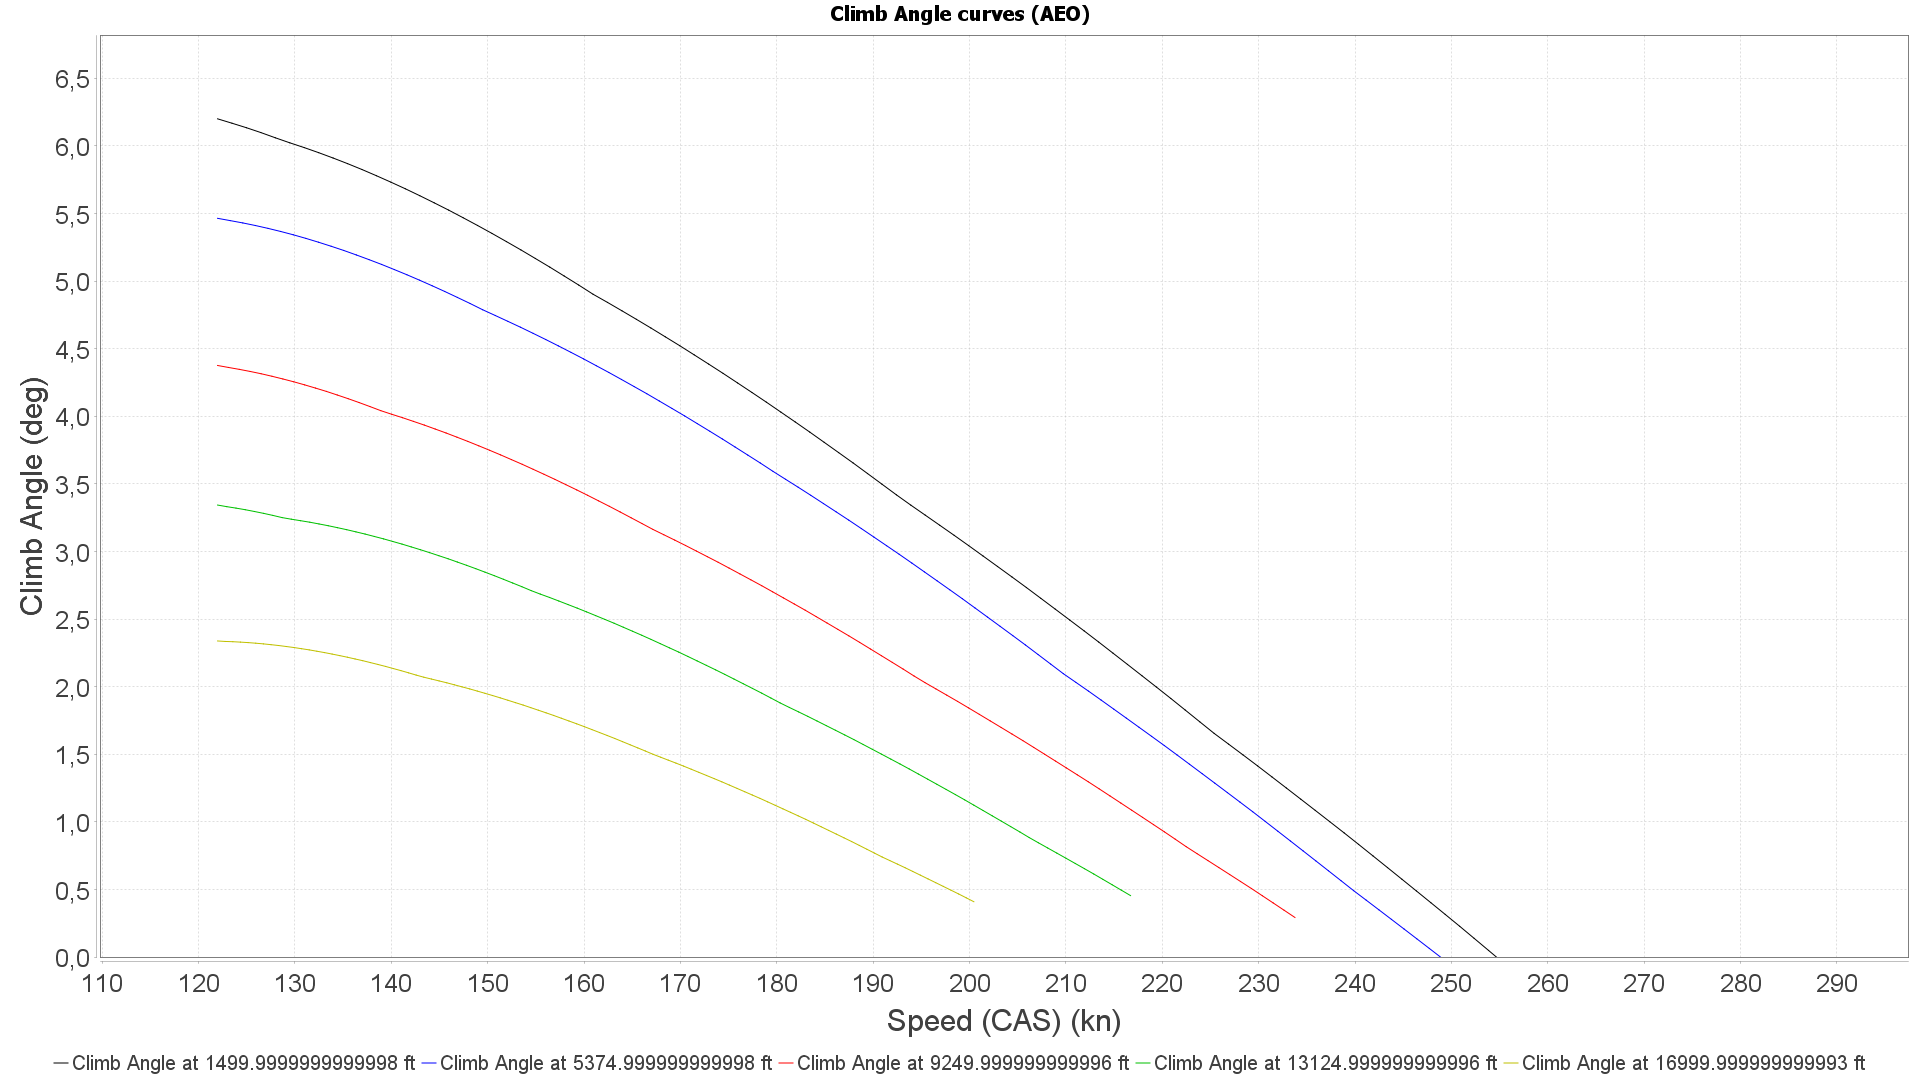 Climb Angle curves (AEO)
6,5
6,0
5,5
5,0
4,5
4,0
3,5
3,0
2,5
2,0
1,5
1,0
0,5
0,0
Climb Angle (deg)
110 120 130 140 150 160 170 180 190 200 210 220 230 240 250 260 270 280 290
Speed (CAS) (kn)
Climb Angle at 1499.9999999999998 ft Climb Angle at 5374.999999999998 ft Climb Angle at 9249.999999999996 ft Climb Angle at 13124.999999999996 ft Climb Angle at 16999.999999999993 ft